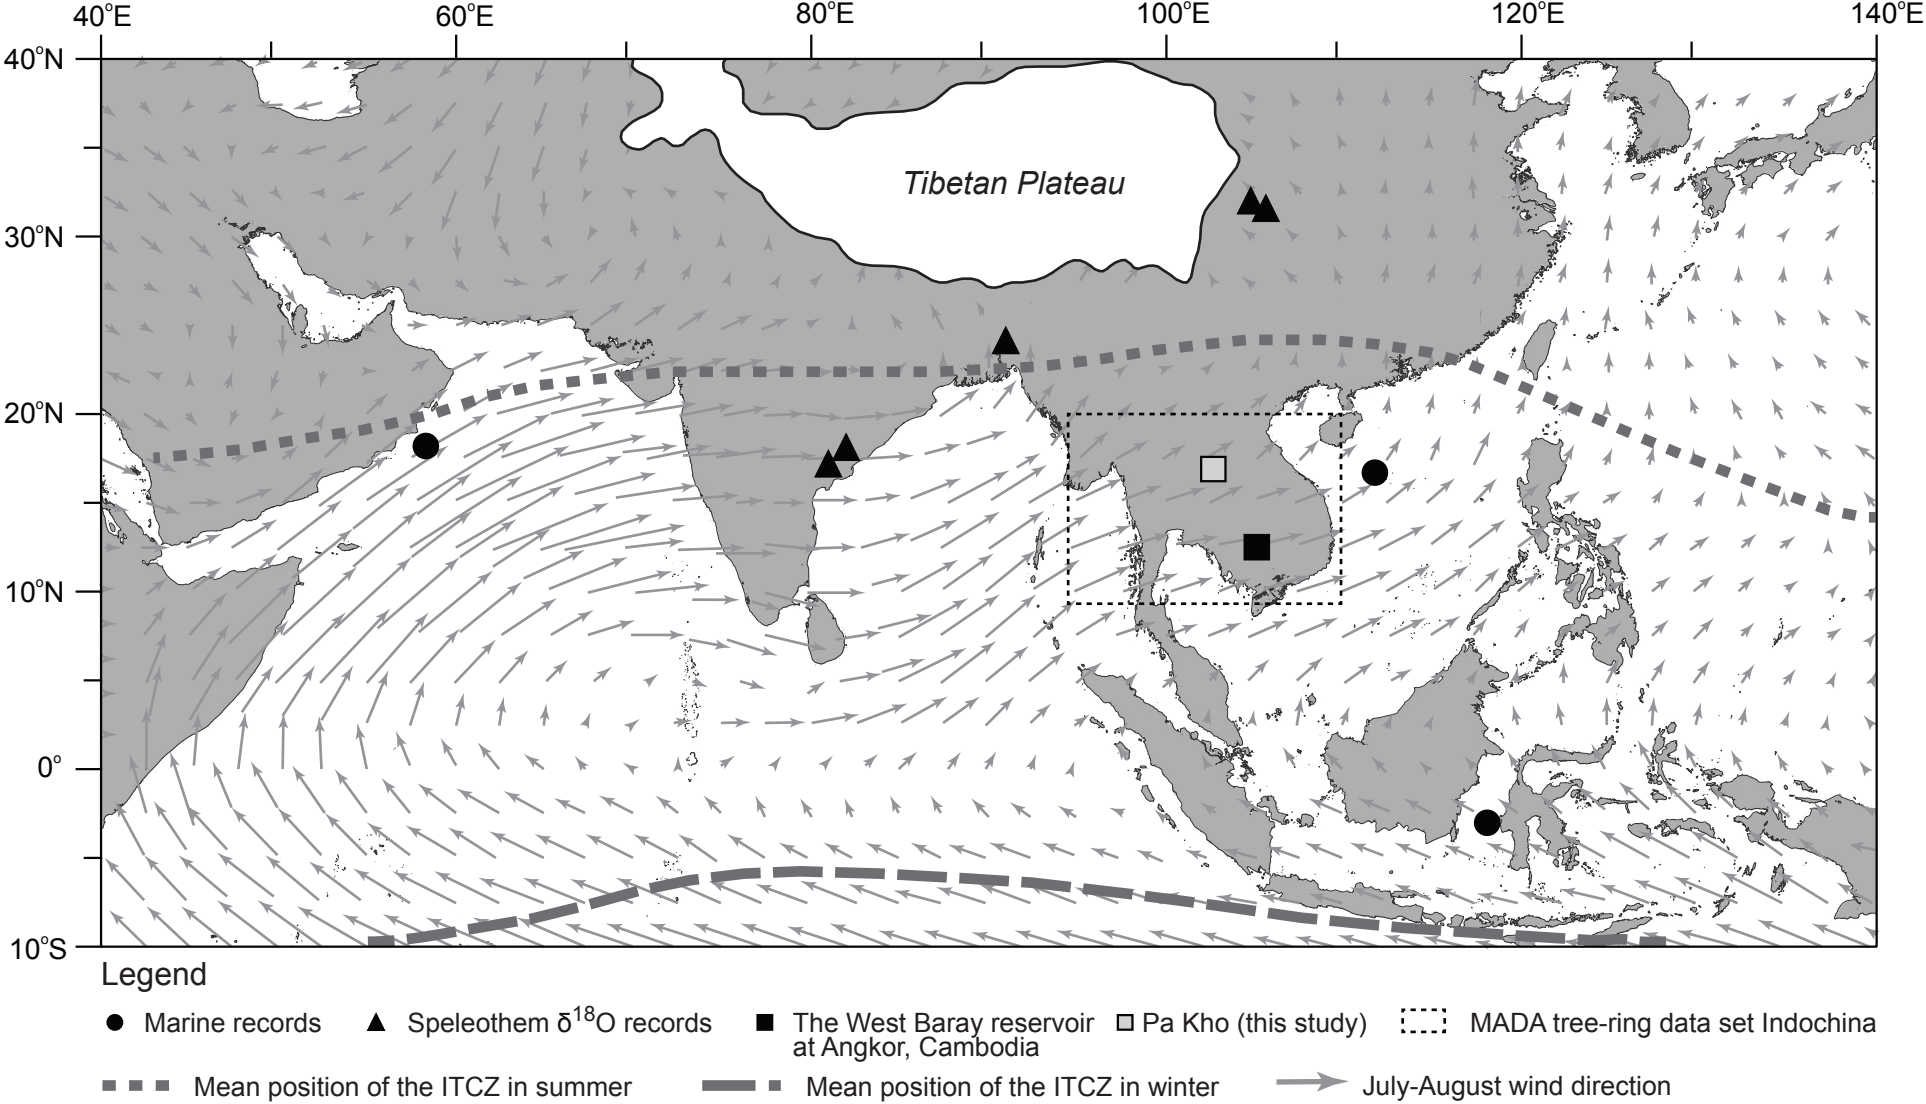 40°E 60°E 80°E 100°E 120°E 140°E
40°N
Tibetan Plateau
30°N
20°N
10°N
0°
10°S
Legend
Marine records
Speleothem δ¹⁸O records
The West Baray reservoir
at Angkor, Cambodia
Pa Kho (this study)
MADA tree-ring data set Indochina
Mean position of the ITCZ in summer
Mean position of the ITCZ in winter
July-August wind direction